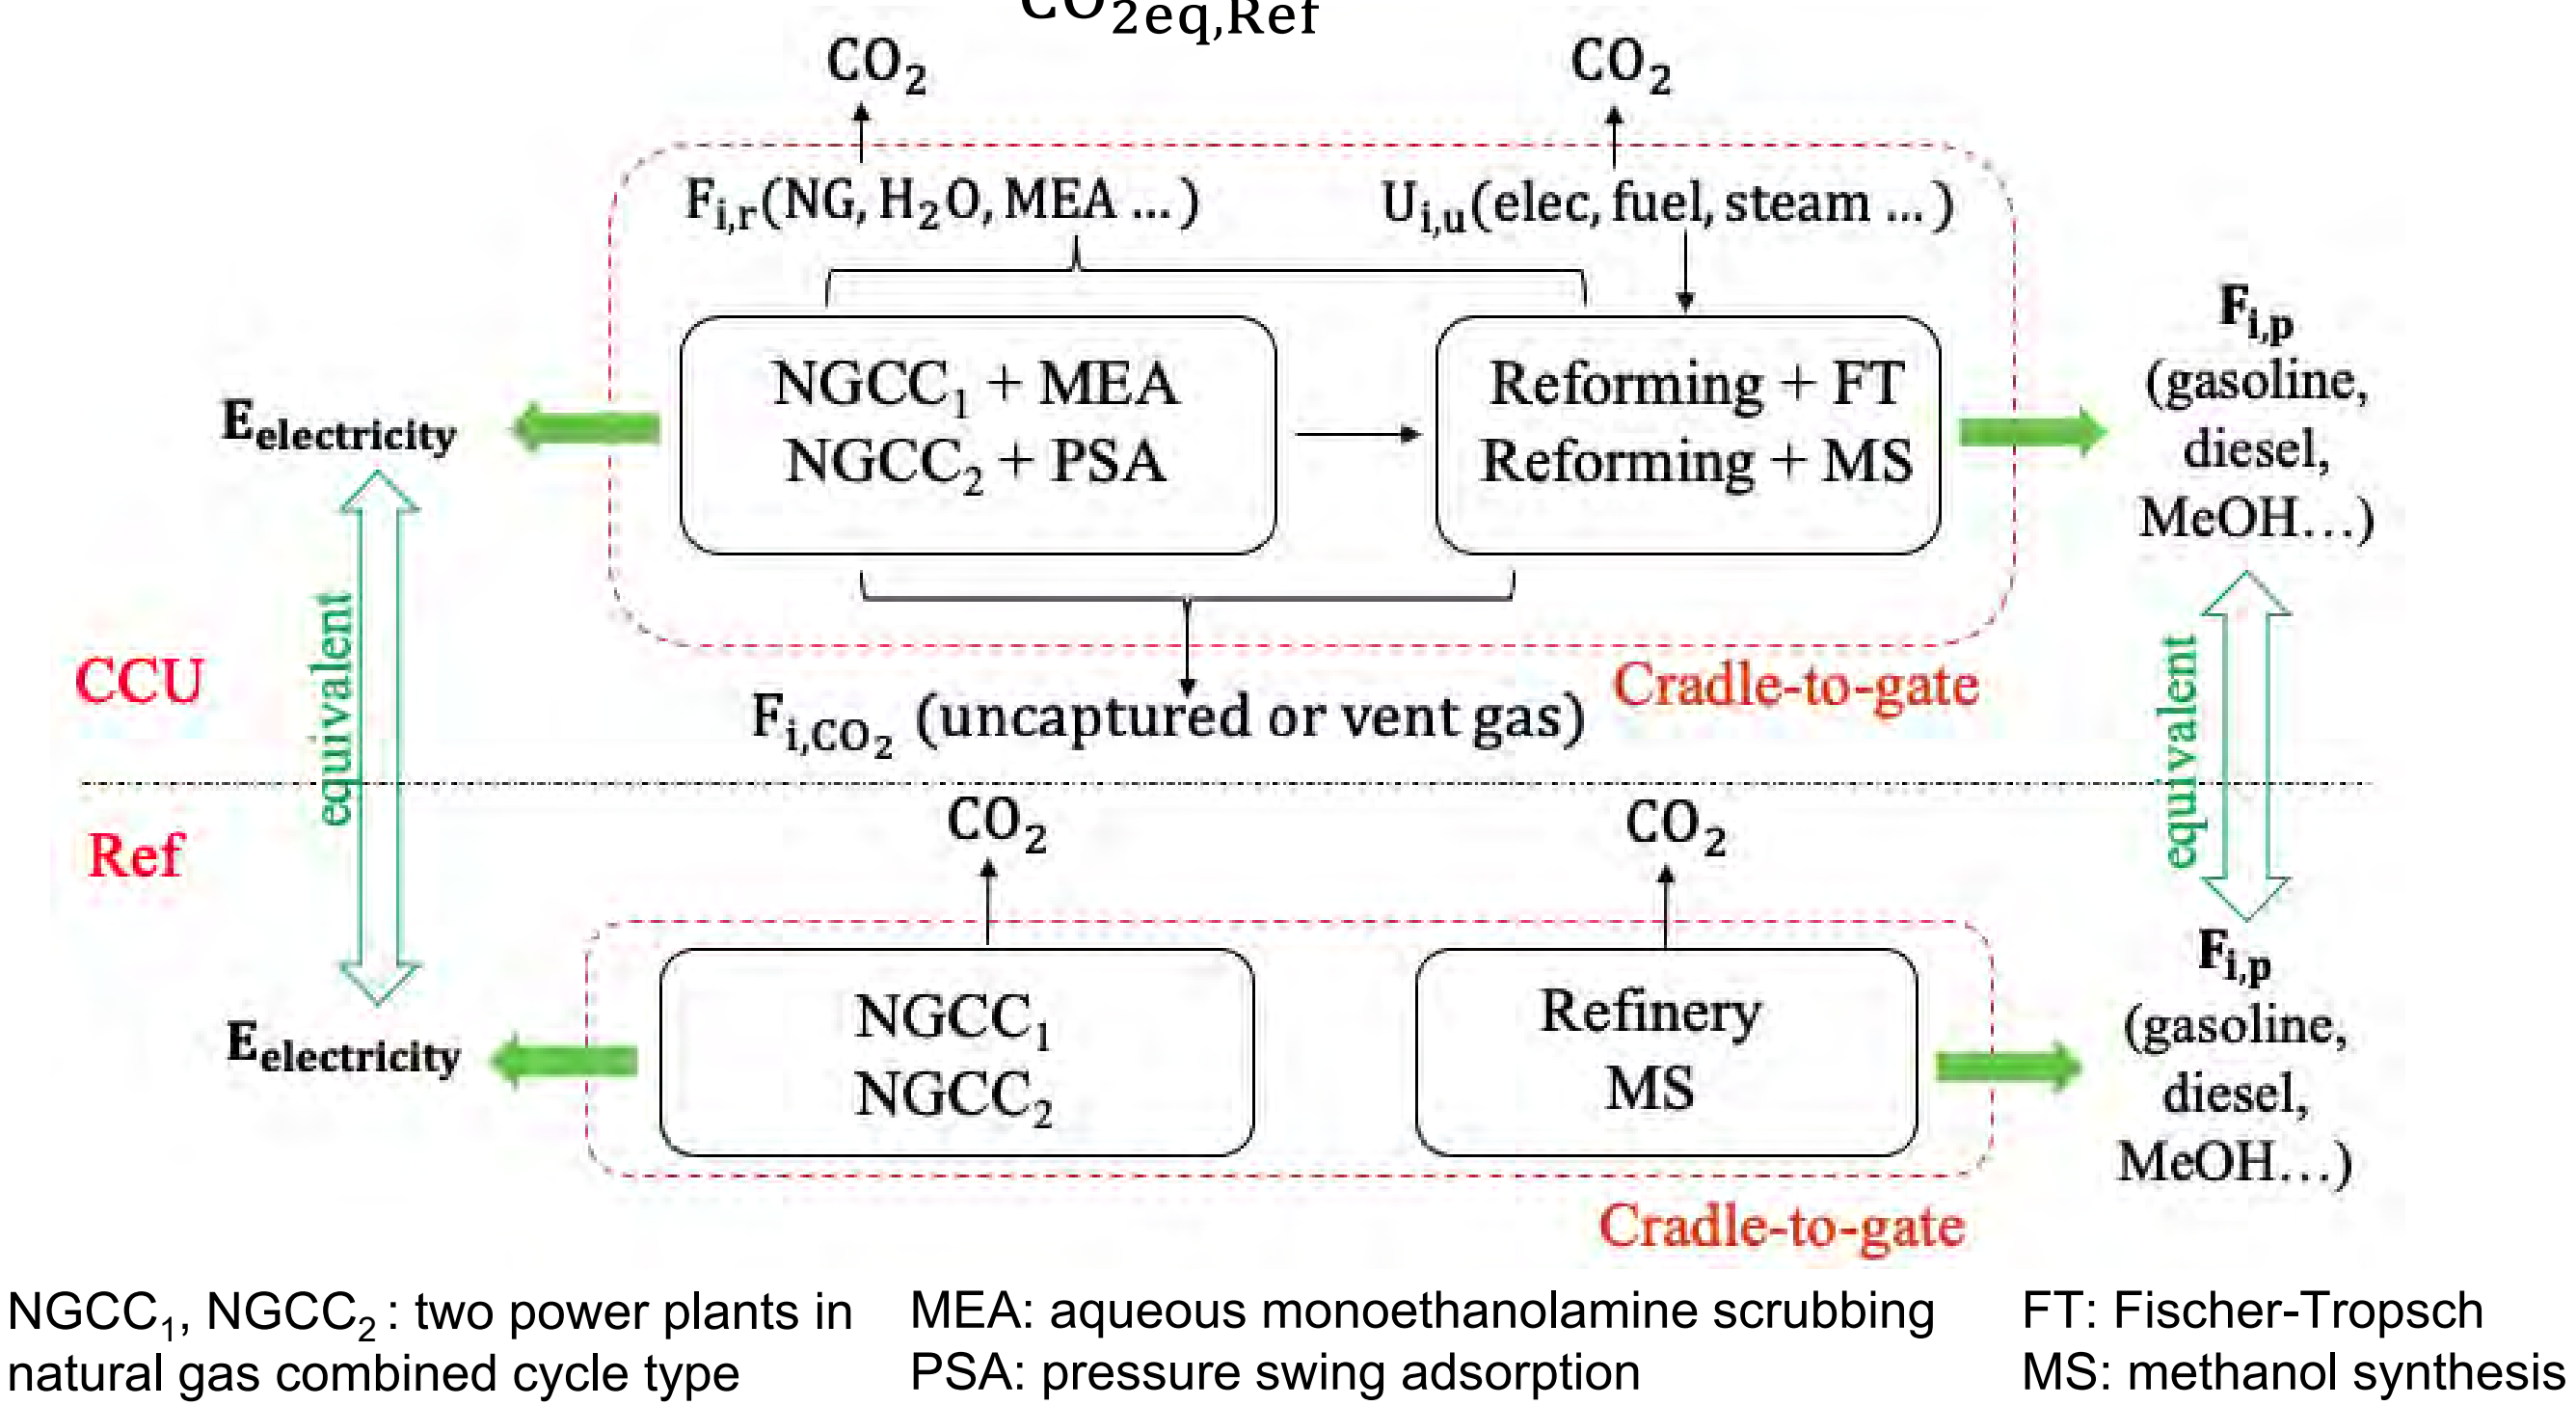 CO₂eq,Ref
CO₂ CO₂
Fi,r(NG, H₂O, MEA ...) Ui,u(elec, fuel, steam ...)
Fi,p
(gasoline,
diesel,
MeOH...)
NGCC₁ + MEA
NGCC₂ + PSA
Reforming + FT
Reforming + MS
Eelectricity
equivalent
CCU
Cradle-to-gate
Fi,CO₂ (uncaptured or vent gas)
equivalent
Ref
CO₂ CO₂
NGCC₁
NGCC₂
Refinery
MS
Eelectricity
Fi,p
(gasoline,
diesel,
MeOH...)
Cradle-to-gate
NGCC₁, NGCC₂ : two power plants in
natural gas combined cycle type
MEA: aqueous monoethanolamine scrubbing
PSA: pressure swing adsorption
FT: Fischer-Tropsch
MS: methanol synthesis